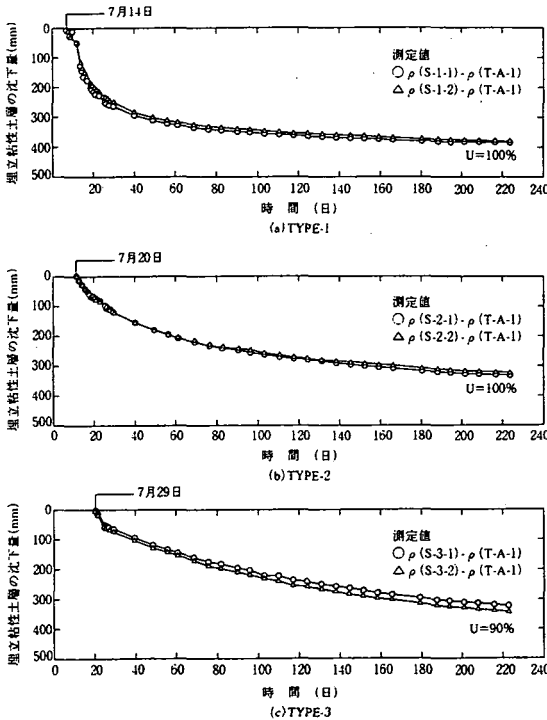 7月14日
埋立粘性土層の沈下量(mm)
0
100
200
300
400
500
測定値
○ ρ(S-1-1)-ρ(T-A-1)
△ ρ(S-1-2)-ρ(T-A-1)
U=100%
0 20 40 60 80 100 120 140 160 180 200 220 240
時 間 (日)
(a)TYPE-1
7月20日
埋立粘性土層の沈下量(mm)
0
100
200
300
400
500
測定値
○ ρ(S-2-1)-ρ(T-A-1)
△ ρ(S-2-2)-ρ(T-A-1)
U=100%
0 20 40 60 80 100 120 140 160 180 200 220 240
時 間 (日)
(b)TYPE-2
7月29日
埋立粘性土層の沈下量(mm)
0
100
200
300
400
500
測定値
○ ρ(S-3-1)-ρ(T-A-1)
△ ρ(S-3-2)-ρ(T-A-1)
U=90%
0 20 40 60 80 100 120 140 160 180 200 220 240
時 間 (日)
(c)TYPE-3